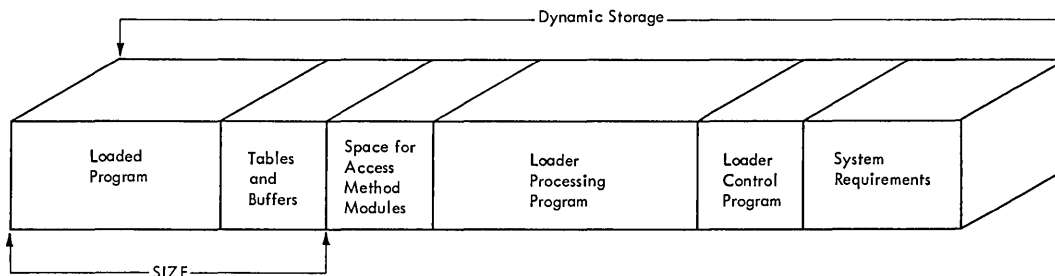 Dynamic Storage
Loaded
Program
Tables
and
Buffers
Space for
Access
Method
Modules
Loader
Processing
Program
Loader
Control
Program
System
Requirements
SIZE